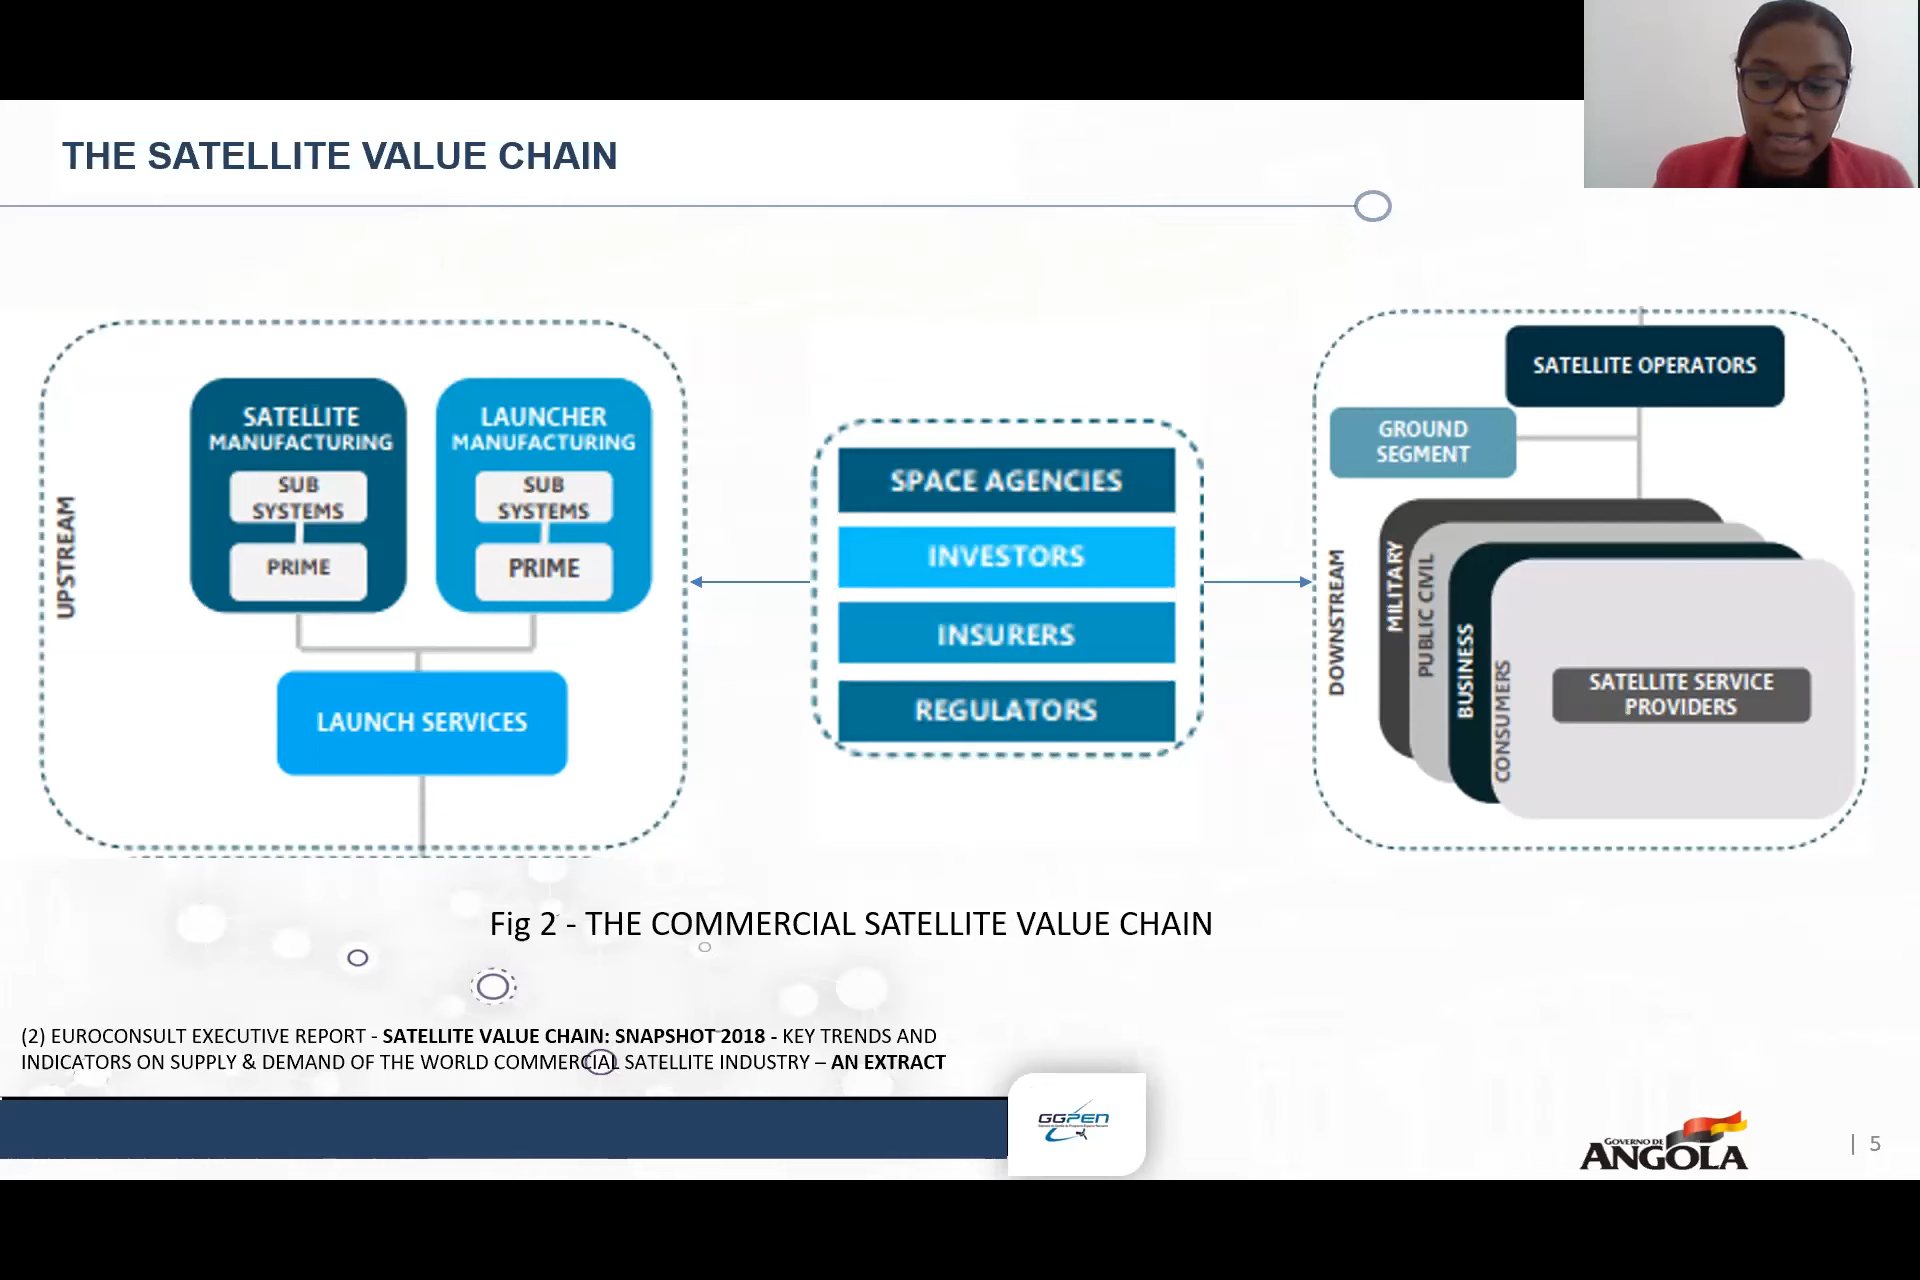 THE SATELLITE VALUE CHAIN
UPSTREAM
SATELLITE
MANUFACTURING
SUB
SYSTEMS
PRIME
LAUNCHER
MANUFACTURING
SUB
SYSTEMS
PRIME
LAUNCH SERVICES
SPACE AGENCIES
INVESTORS
INSURERS
REGULATORS
DOWNSTREAM
SATELLITE OPERATORS
GROUND
SEGMENT
MILITARY
PUBLIC CIVIL
BUSINESS
CONSUMERS
SATELLITE SERVICE
PROVIDERS
Fig 2 - THE COMMERCIAL SATELLITE VALUE CHAIN
(2) EUROCONSULT EXECUTIVE REPORT - SATELLITE VALUE CHAIN: SNAPSHOT 2018 - KEY TRENDS AND
INDICATORS ON SUPPLY & DEMAND OF THE WORLD COMMERCIAL SATELLITE INDUSTRY – AN EXTRACT
GGPEN
GOVERNO DE
ANGOLA
| 5